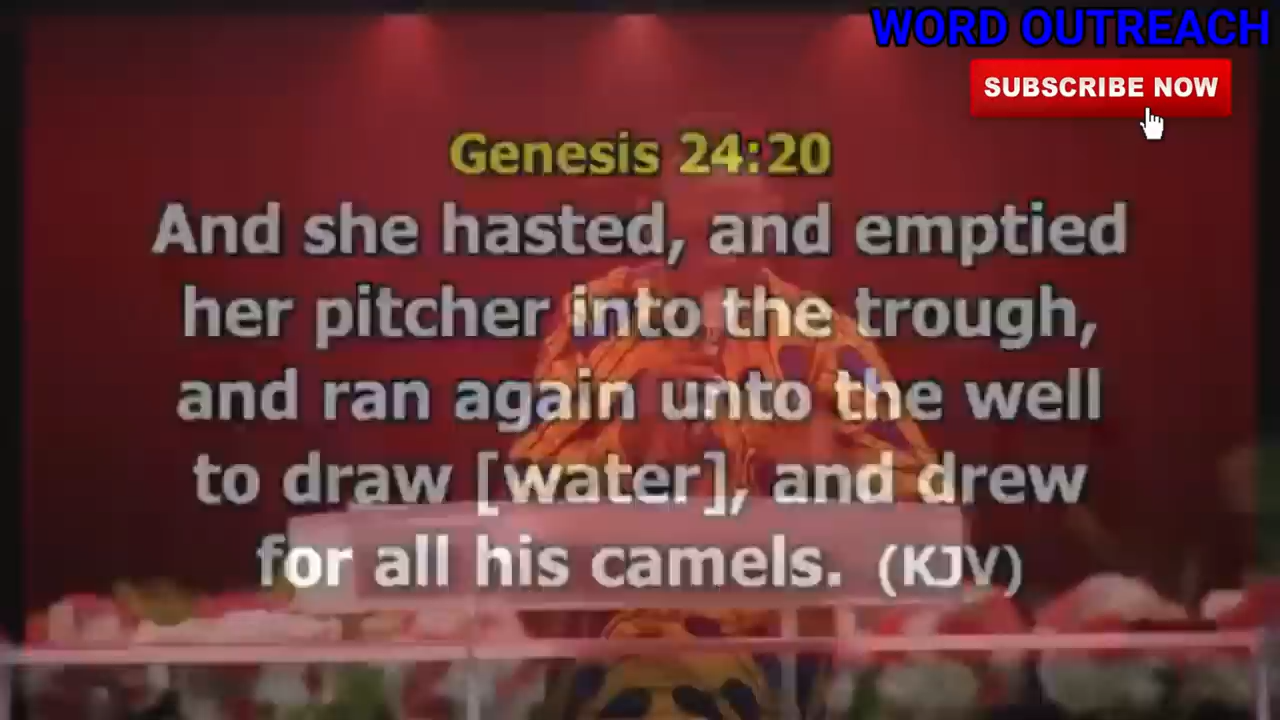 WORD OUTREACH
SUBSCRIBE NOW
Genesis 24:20
And she hasted, and emptied
her pitcher into the trough,
and ran again unto the well
to draw [water], and drew
for all his camels. (KJV)